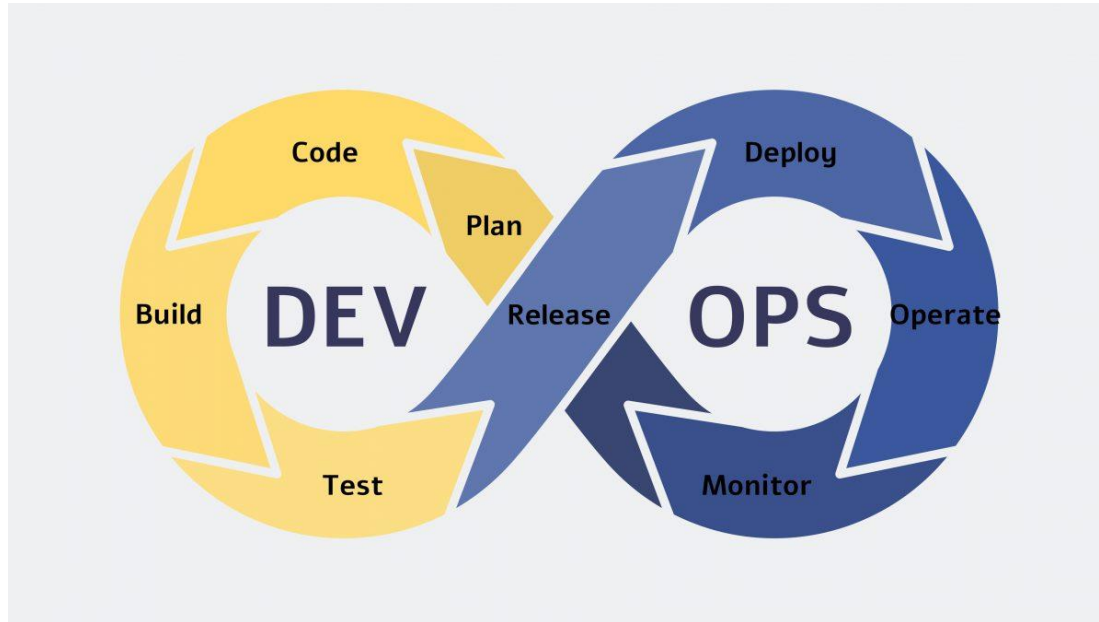 Code
Deploy
Plan
Build
DEV
Release
OPS
Operate
Test
Monitor